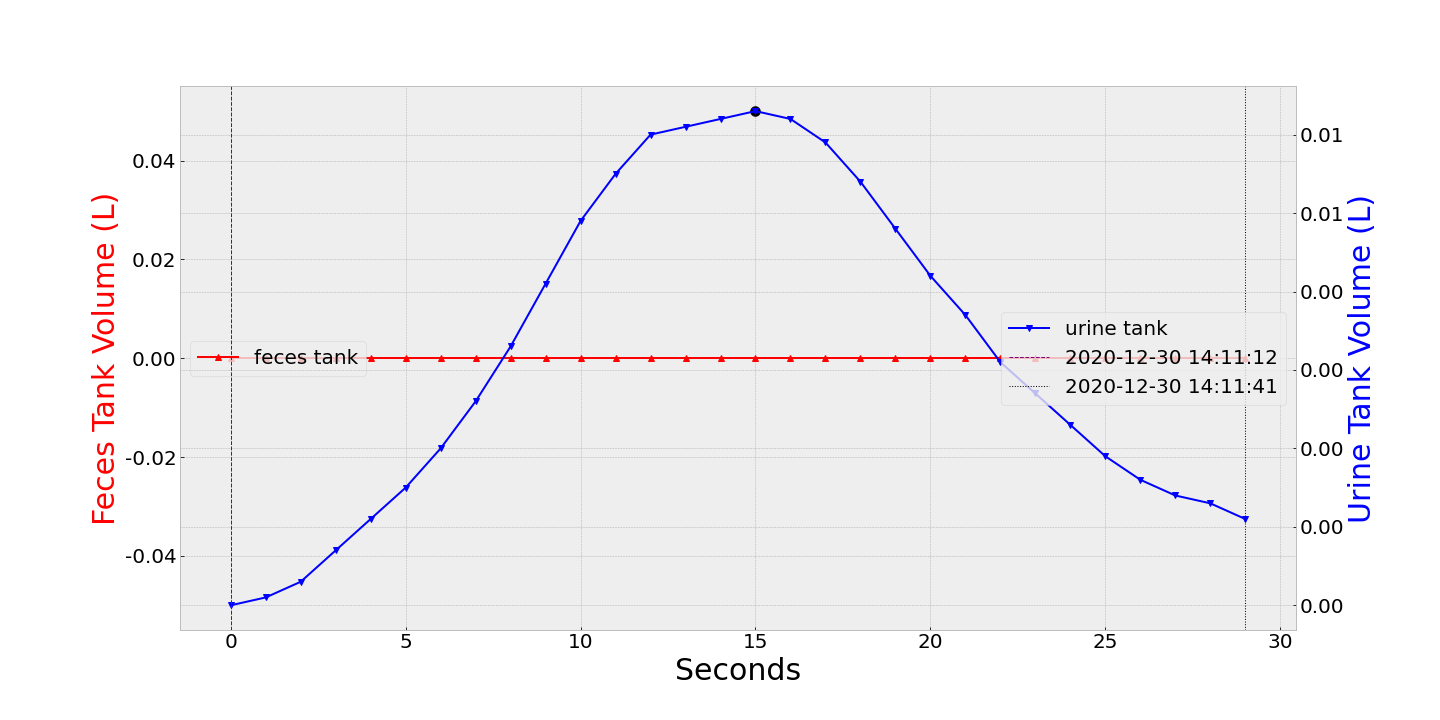 Feces Tank Volume (L)
0.04
0.02
0.00
-0.02
-0.04
feces tank
urine tank
2020-12-30 14:11:12
2020-12-30 14:11:41
0.01
0.01
0.00
0.00
0.00
0.00
0.00
Urine Tank Volume (L)
0 5 10 15 20 25 30
Seconds